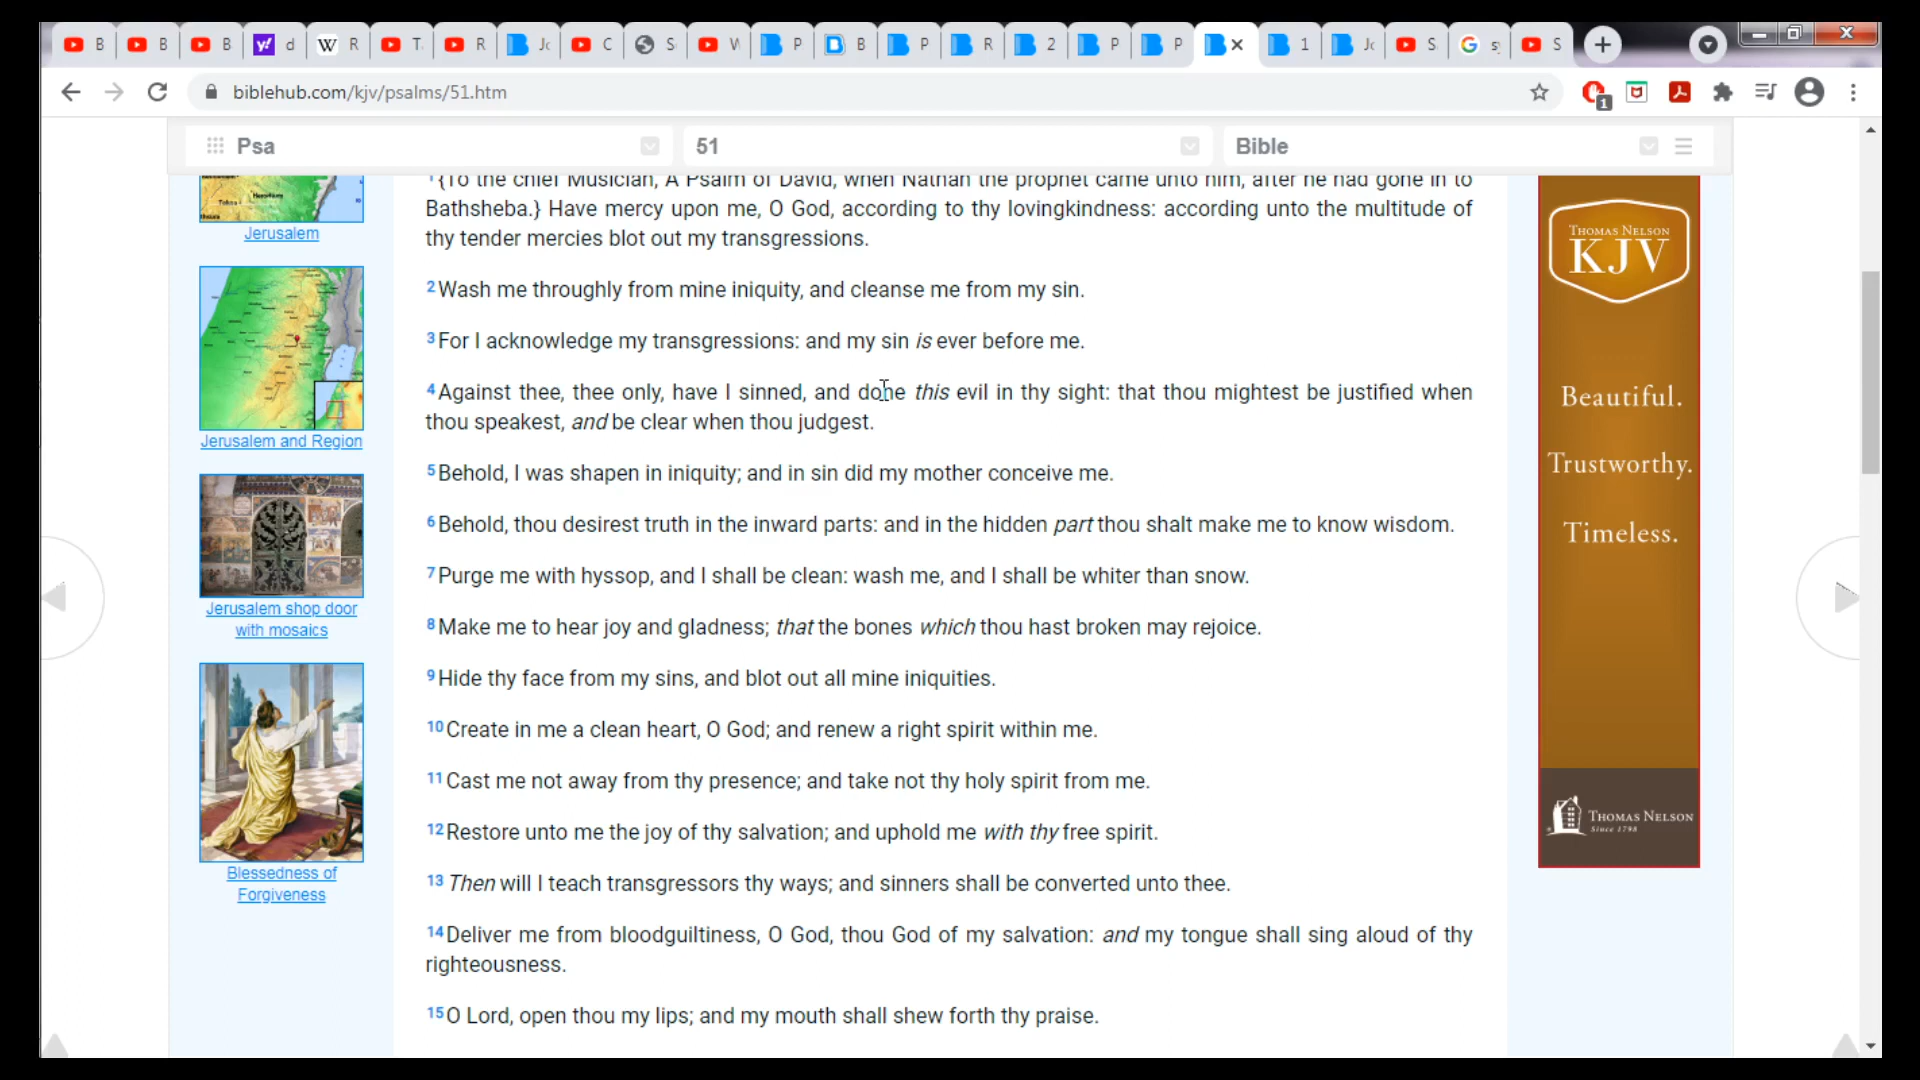 B B B d R T R Jc C S V P B P R 2 P P 1 Jc S sy S
biblehub.com/kjv/psalms/51.htm
1
Psa 51 Bible
1{To the chief Musician, A Psalm of David, when Nathan the prophet came unto him, after he had gone in to
Bathsheba.} Have mercy upon me, O God, according to thy lovingkindness: according unto the multitude of
thy tender mercies blot out my transgressions.
2Wash me throughly from mine iniquity, and cleanse me from my sin.
3For I acknowledge my transgressions: and my sin is ever before me.
4Against thee, thee only, have I sinned, and done this evil in thy sight: that thou mightest be justified when
thou speakest, and be clear when thou judgest.
5Behold, I was shapen in iniquity; and in sin did my mother conceive me.
6Behold, thou desirest truth in the inward parts: and in the hidden part thou shalt make me to know wisdom.
7Purge me with hyssop, and I shall be clean: wash me, and I shall be whiter than snow.
8Make me to hear joy and gladness; that the bones which thou hast broken may rejoice.
9Hide thy face from my sins, and blot out all mine iniquities.
10Create in me a clean heart, O God; and renew a right spirit within me.
11Cast me not away from thy presence; and take not thy holy spirit from me.
12Restore unto me the joy of thy salvation; and uphold me with thy free spirit.
13Then will I teach transgressors thy ways; and sinners shall be converted unto thee.
14Deliver me from bloodguiltiness, O God, thou God of my salvation: and my tongue shall sing aloud of thy
righteousness.
15O Lord, open thou my lips; and my mouth shall shew forth thy praise.
Jerusalem
Jerusalem and Region
Jerusalem shop door
with mosaics
Blessedness of
Forgiveness
THOMAS NELSON
KJV
Beautiful.
Trustworthy.
Timeless.
THOMAS NELSON
Since 1798